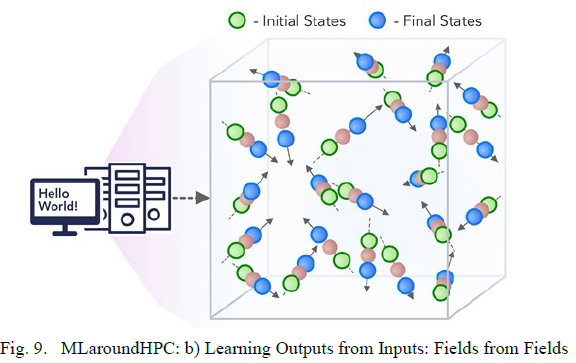 - Initial States - Final States
Hello
World!
Fig. 9. MLaroundHPC: b) Learning Outputs from Inputs: Fields from Fields